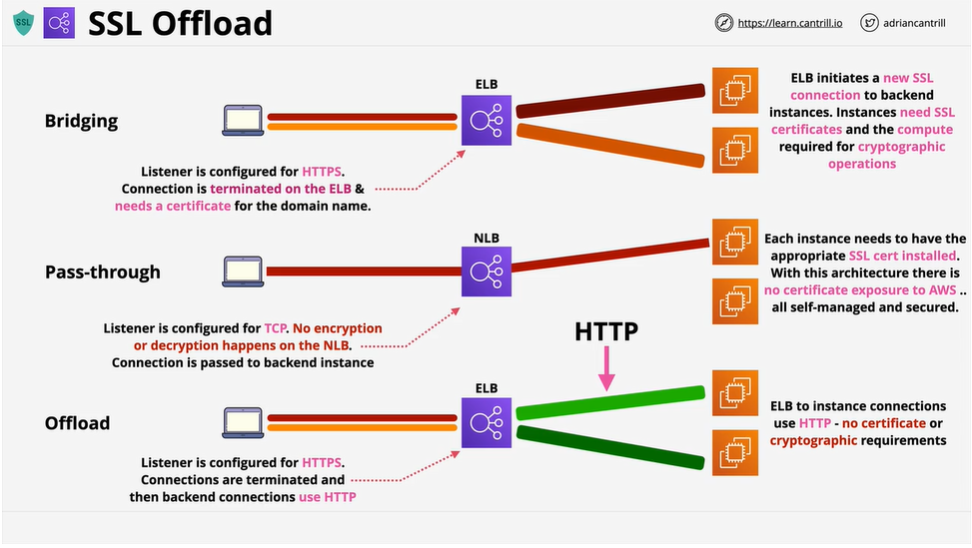 SSL
SSL Offload
https://learn.cantrill.io
adriancantrill
Bridging
ELB
ELB initiates a new SSL
connection to backend
instances. Instances need SSL
certificates and the compute
required for cryptographic
operations
Listener is configured for HTTPS.
Connection is terminated on the ELB &
needs a certificate for the domain name.
Pass-through
NLB
Each instance needs to have the
appropriate SSL cert installed.
With this architecture there is
no certificate exposure to AWS ..
all self-managed and secured.
Listener is configured for TCP. No encryption
or decryption happens on the NLB.
Connection is passed to backend instance
HTTP
Offload
ELB
ELB to instance connections
use HTTP - no certificate or
cryptographic requirements
Listener is configured for HTTPS.
Connections are terminated and
then backend connections use HTTP